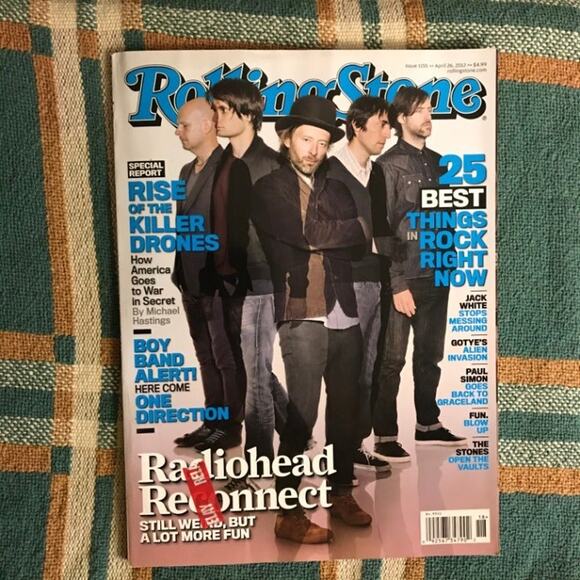 Issue 1155 >> April 26, 2012 >> $4.99
rollingstone.com
Rolling Stone
SPECIAL
REPORT
RISE
OF THE
KILLER
DRONES
How
America
Goes
to War
in Secret
By Michael
Hastings
BOY
BAND
ALERT!
HERE COME
ONE
DIRECTION
25
BEST
THINGS
IN ROCK
RIGHT
NOW
JACK
WHITE
STOPS
MESSING
AROUND
GOTYE'S
ALIEN
INVASION
PAUL
SIMON
GOES
BACK TO
GRACELAND
FUN.
BLOW
UP
THE
STONES
OPEN THE
VAULTS
Radiohead
Reconnect
STILL WEIRD, BUT
A LOT MORE FUN